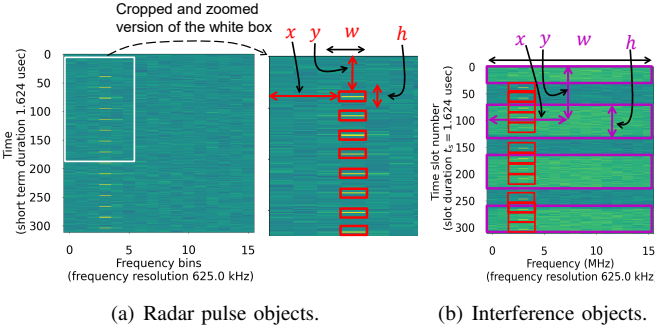 Cropped and zoomed
version of the white box
x y w h
0
50
100
150
200
250
300
Time
(short term duration 1.624 usec)
0 5 10 15
Frequency bins
(frequency resolution 625.0 kHz)
(a) Radar pulse objects.
x y w h
0
50
100
150
200
250
300
Time slot number
(slot duration tₛ = 1.624 usec)
0 5 10 15
Frequency (MHz)
(frequency resolution 625.0 kHz)
(b) Interference objects.